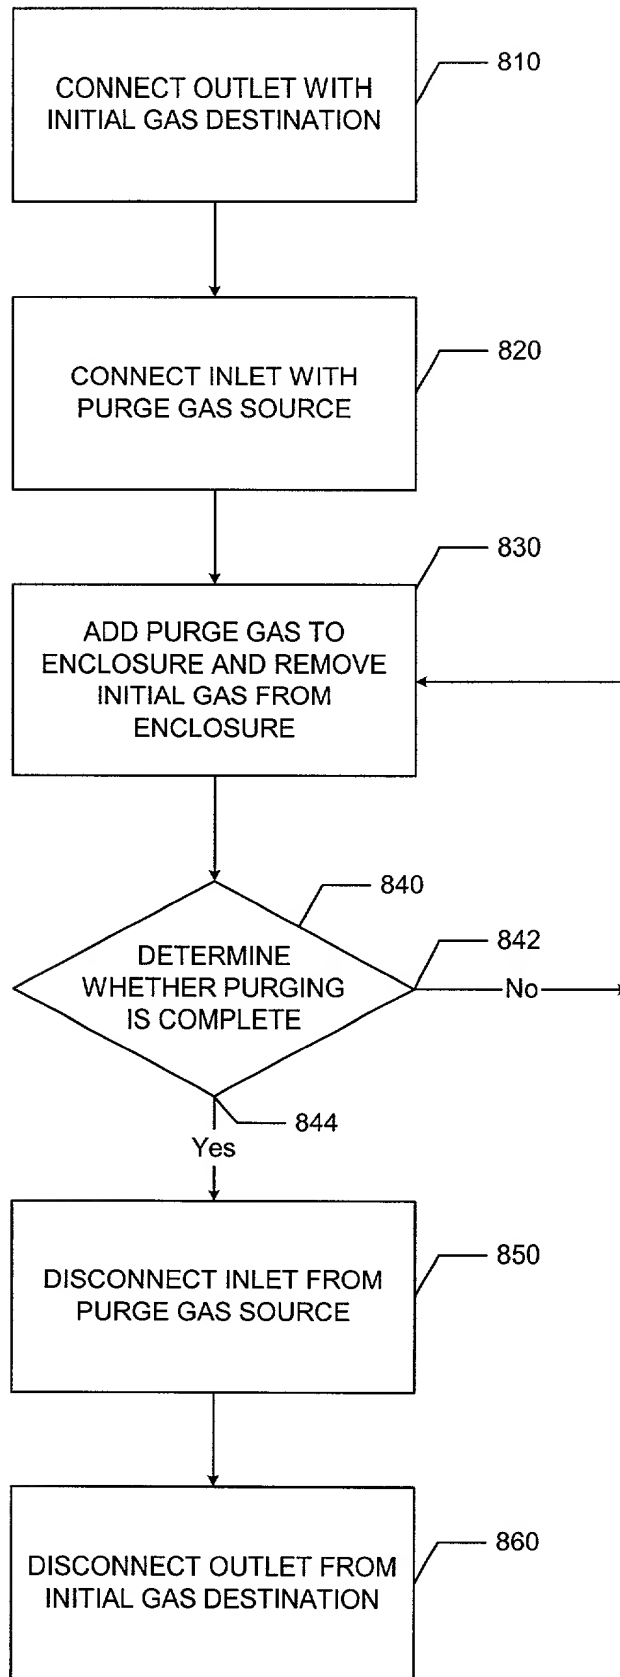 CONNECT OUTLET WITH
INITIAL GAS DESTINATION
810
CONNECT INLET WITH
PURGE GAS SOURCE
820
830
ADD PURGE GAS TO
ENCLOSURE AND REMOVE
INITIAL GAS FROM
ENCLOSURE
840
DETERMINE
WHETHER PURGING
IS COMPLETE
842
No
844
Yes
DISCONNECT INLET FROM
PURGE GAS SOURCE
850
DISCONNECT OUTLET FROM
INITIAL GAS DESTINATION
860